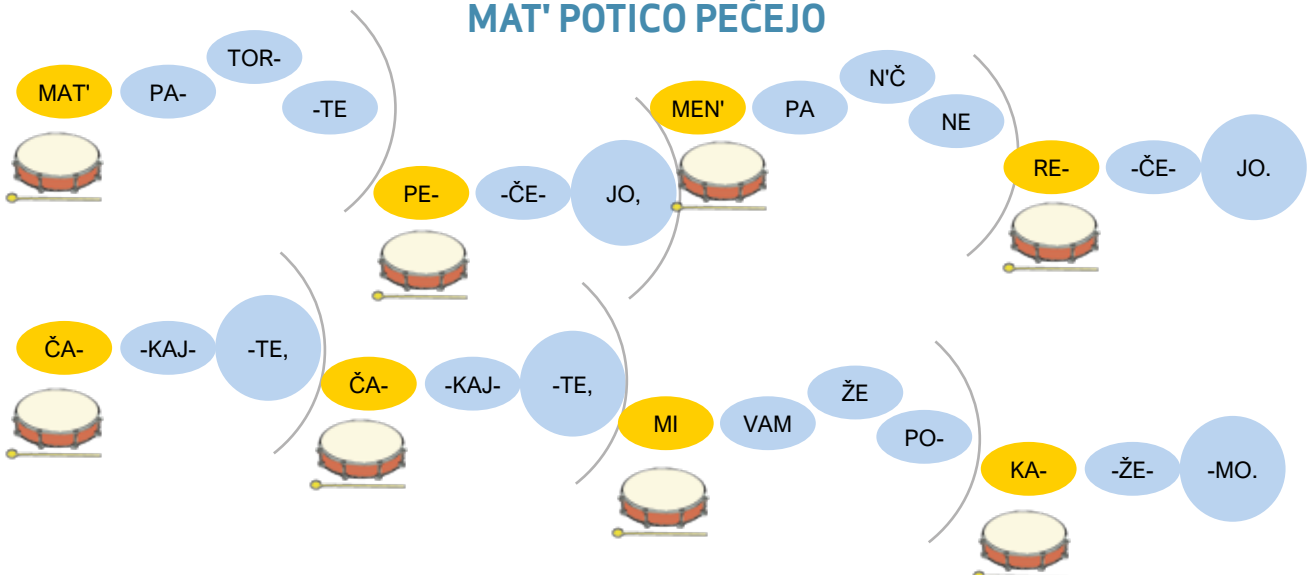 MAT' POTICO PEČEJO
MAT' PA- TOR- -TE PE- -ČE- JO, MEN' PA N'Č NE RE- -ČE- JO.
ČA- -KAJ- -TE, ČA- -KAJ- -TE, MI VAM ŽE PO- KA- -ŽE- -MO.